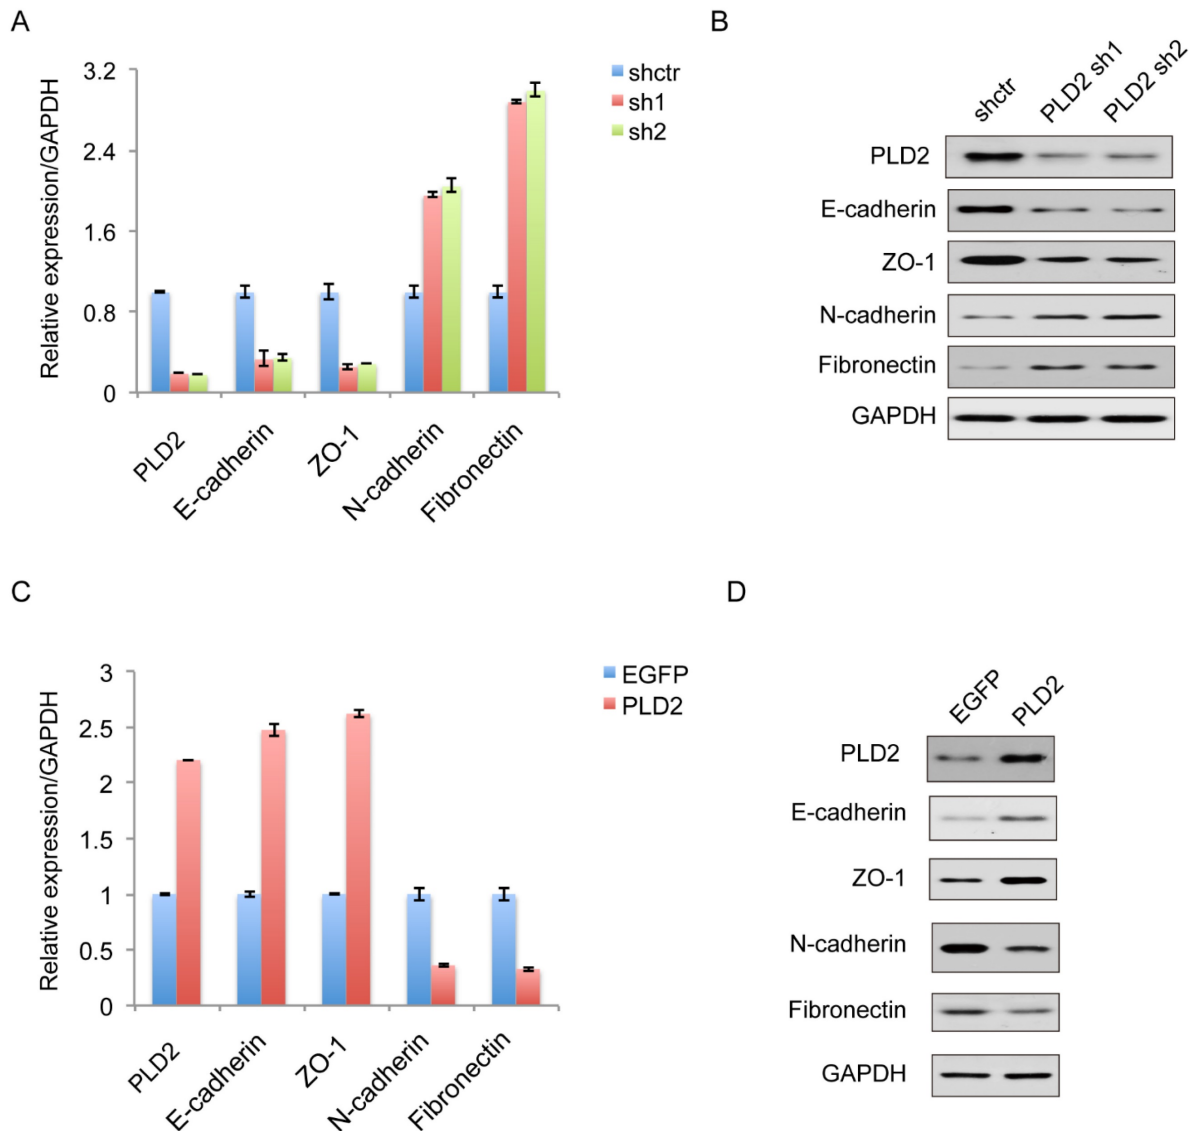 A
Relative expression/GAPDH
3.2
2.4
1.6
0.8
0
shctr
sh1
sh2
PLD2
E-cadherin
ZO-1
N-cadherin
Fibronectin
B
shctr
PLD2 sh1
PLD2 sh2
PLD2
E-cadherin
ZO-1
N-cadherin
Fibronectin
GAPDH
C
Relative expression/GAPDH
3
2.5
2
1.5
1
0.5
0
EGFP
PLD2
PLD2
E-cadherin
ZO-1
N-cadherin
Fibronectin
D
EGFP
PLD2
PLD2
E-cadherin
ZO-1
N-cadherin
Fibronectin
GAPDH